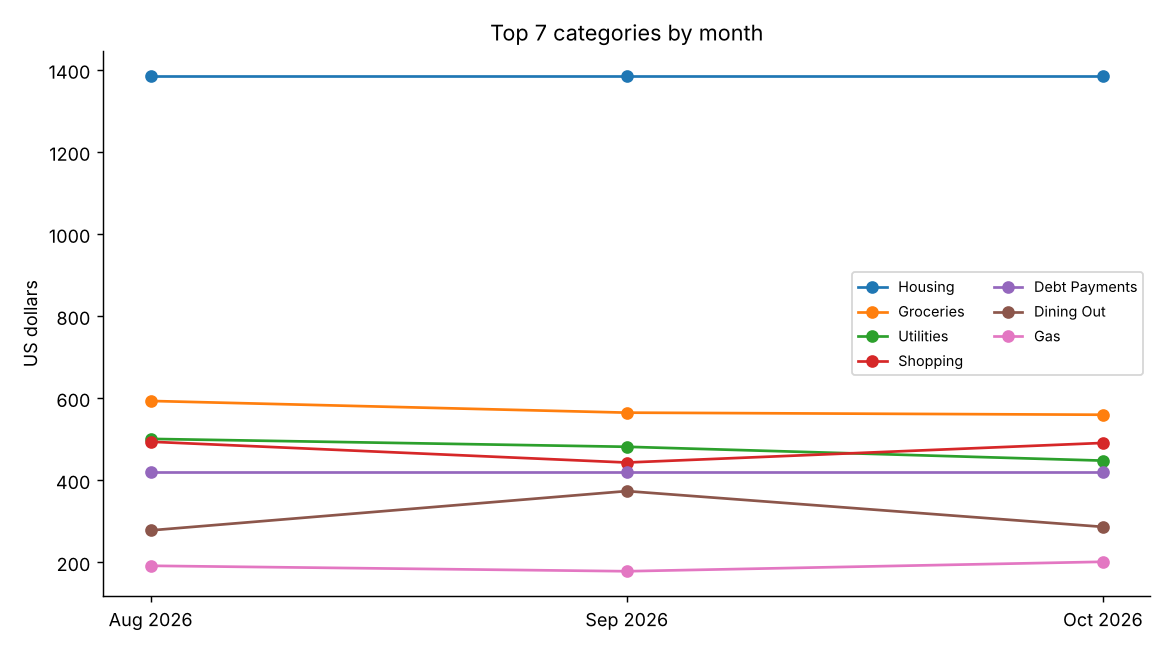 Top 7 categories by month
US dollars
1400
1200
1000
800
600
400
200
Aug 2026 Sep 2026 Oct 2026
Housing
Groceries
Utilities
Shopping
Debt Payments
Dining Out
Gas